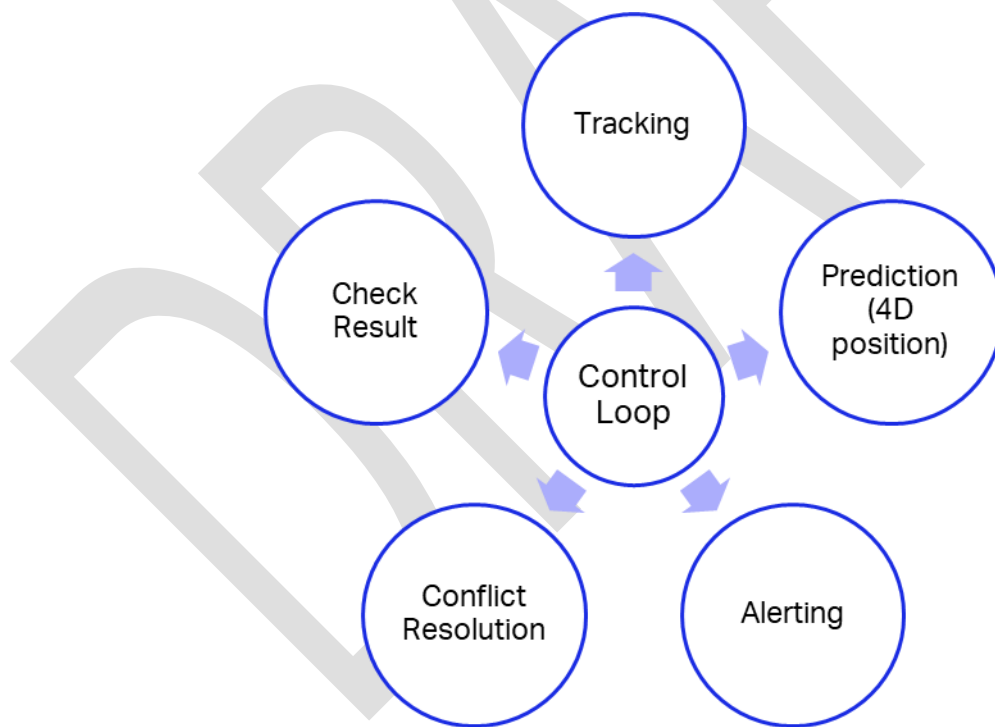 Tracking
Prediction
(4D
position)
Check
Result
Control
Loop
Conflict
Resolution
Alerting